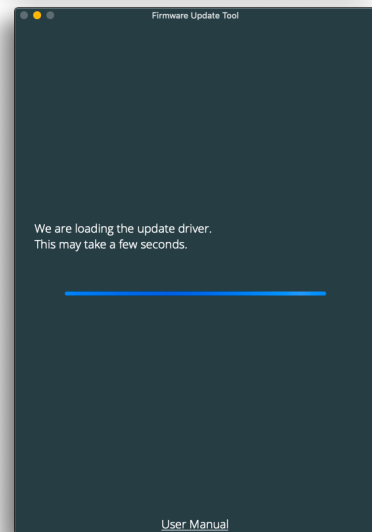 Firmware Update Tool
We are loading the update driver.
This may take a few seconds.
User Manual